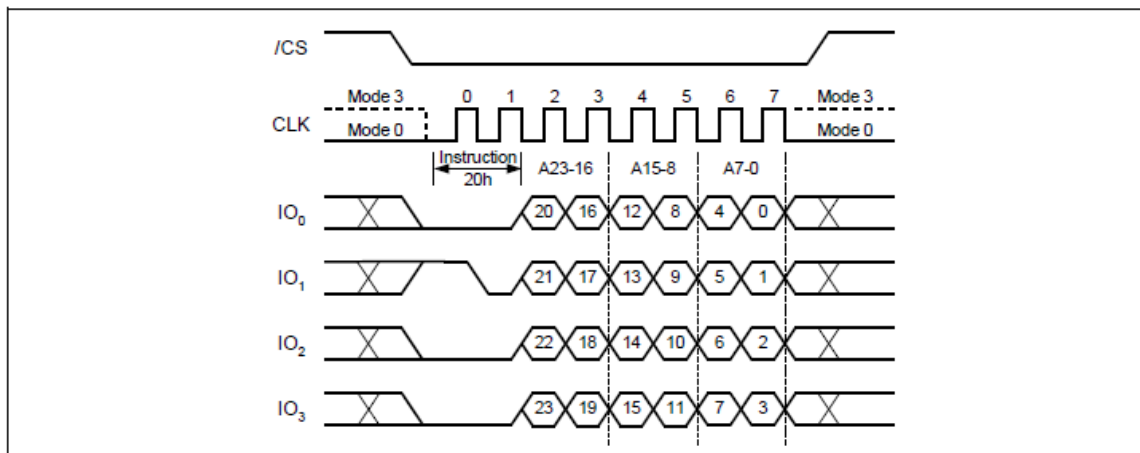 /CS
Mode 3 0 1 2 3 4 5 6 7 Mode 3
CLK
Mode 0 Mode 0
Instruction
20h A23-16 A15-8 A7-0
IO0 20 16 12 8 4 0
IO1 21 17 13 9 5 1
IO2 22 18 14 10 6 2
IO3 23 19 15 11 7 3